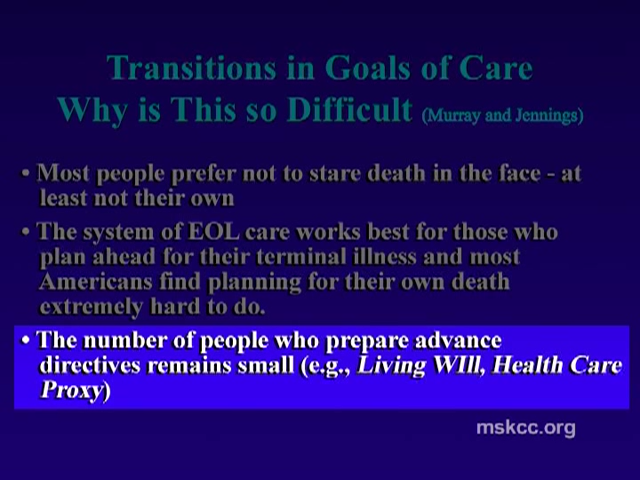 Transitions in Goals of Care
Why is This so Difficult (Murray and Jennings)
• Most people prefer not to stare death in the face - at
least not their own
• The system of EOL care works best for those who
plan ahead for their terminal illness and most
Americans find planning for their own death
extremely hard to do.
• The number of people who prepare advance
directives remains small (e.g., Living WIll, Health Care
Proxy)
mskcc.org